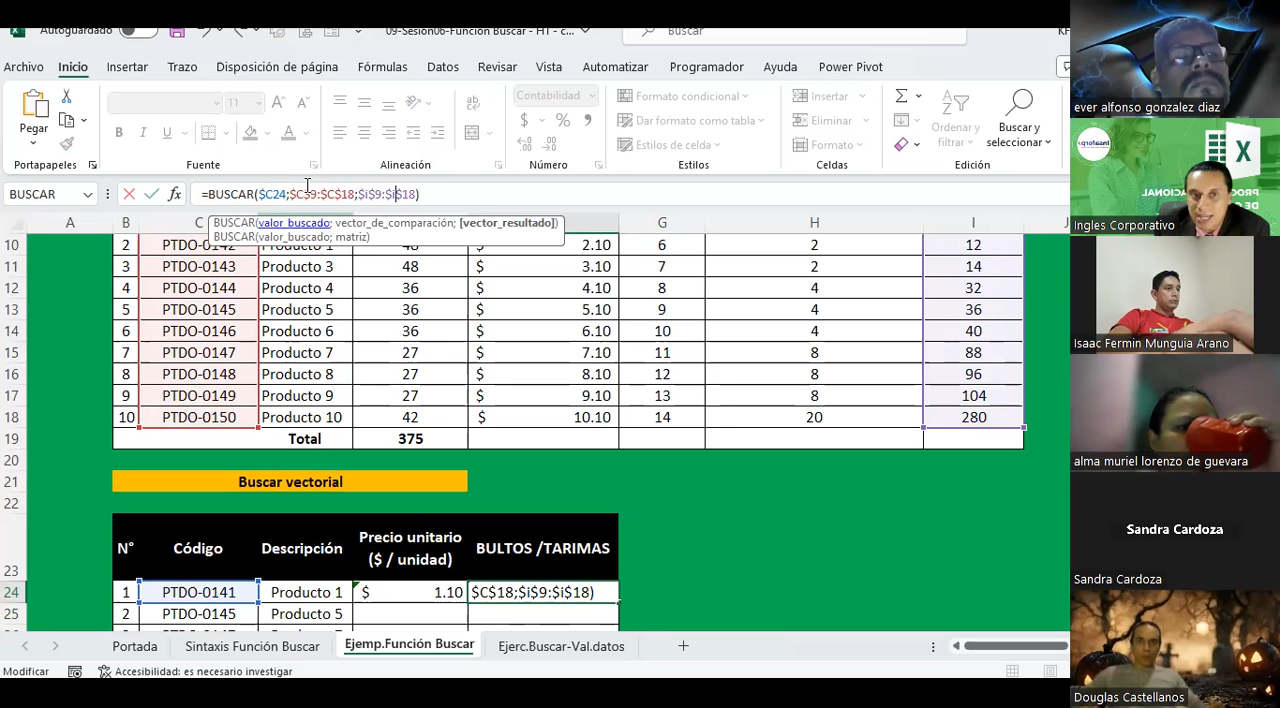 Autoguardado
09-Sesion06-Función Buscar - HT - c...
Buscar
Archivo Inicio Insertar Trazo Disposición de página Fórmulas Datos Revisar Vista Automatizar Programador Ayuda Power Pivot
Pegar
Portapapeles
11
N K S
Fuente
ab
Alineación
Contabilidad
$ % 
Número
Formato condicional
Dar formato como tabla
Estilos de celda
Estilos
Insertar
Eliminar
Formato
Celdas
Ordenar y
filtrar
Buscar y
seleccionar
Edición
BUSCAR
fx
=BUSCAR($C24;$C$9:$C$18;$i$9:$i$18)
BUSCAR(valor_buscado; vector_de_comparación; [vector_resultado])
BUSCAR(valor_buscado; matriz)
A B C G H I J
10 2 PTDO-0142 Producto 1 48 $ 2.10 6 2 12
11 3 PTDO-0143 Producto 3 48 $ 3.10 7 2 14
12 4 PTDO-0144 Producto 4 36 $ 4.10 8 4 32
13 5 PTDO-0145 Producto 5 36 $ 5.10 9 4 36
14 6 PTDO-0146 Producto 6 36 $ 6.10 10 4 40
15 7 PTDO-0147 Producto 7 27 $ 7.10 11 8 88
16 8 PTDO-0148 Producto 8 27 $ 8.10 12 8 96
17 9 PTDO-0149 Producto 9 27 $ 9.10 13 8 104
18 10 PTDO-0150 Producto 10 42 $ 10.10 14 20 280
19 Total 375
20
21 Buscar vectorial
22
23 N° Código Descripción Precio unitario ($ / unidad) BULTOS /TARIMAS
24 1 PTDO-0141 Producto 1 $ 1.10 $C$18;$i$9:$i$18)
25 2 PTDO-0145 Producto 5
Portada Sintaxis Función Buscar Ejemp.Función Buscar Ejerc.Buscar-Val.datos
Modificar Accesibilidad: es necesario investigar
ever alfonso gonzalez diaz
Insaforp
X
Ingles Corporativo
Isaac Fermin Munguia Arano
alma muriel lorenzo de guevara
Sandra Cardoza
Sandra Cardoza
Douglas Castellanos